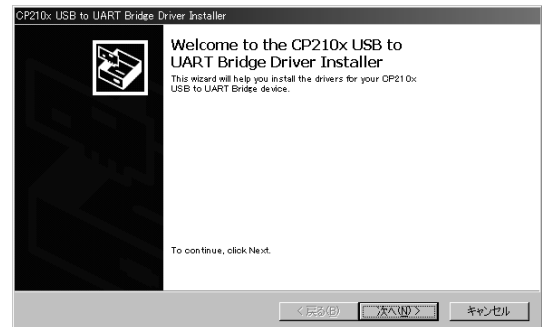 CP210x USB to UART Bridge Driver Installer
Welcome to the CP210x USB to
UART Bridge Driver Installer
This wizard will help you install the drivers for your CP210x
USB to UART Bridge device.
To continue, click Next.
< 戻る(B)
次へ(N) >
キャンセル